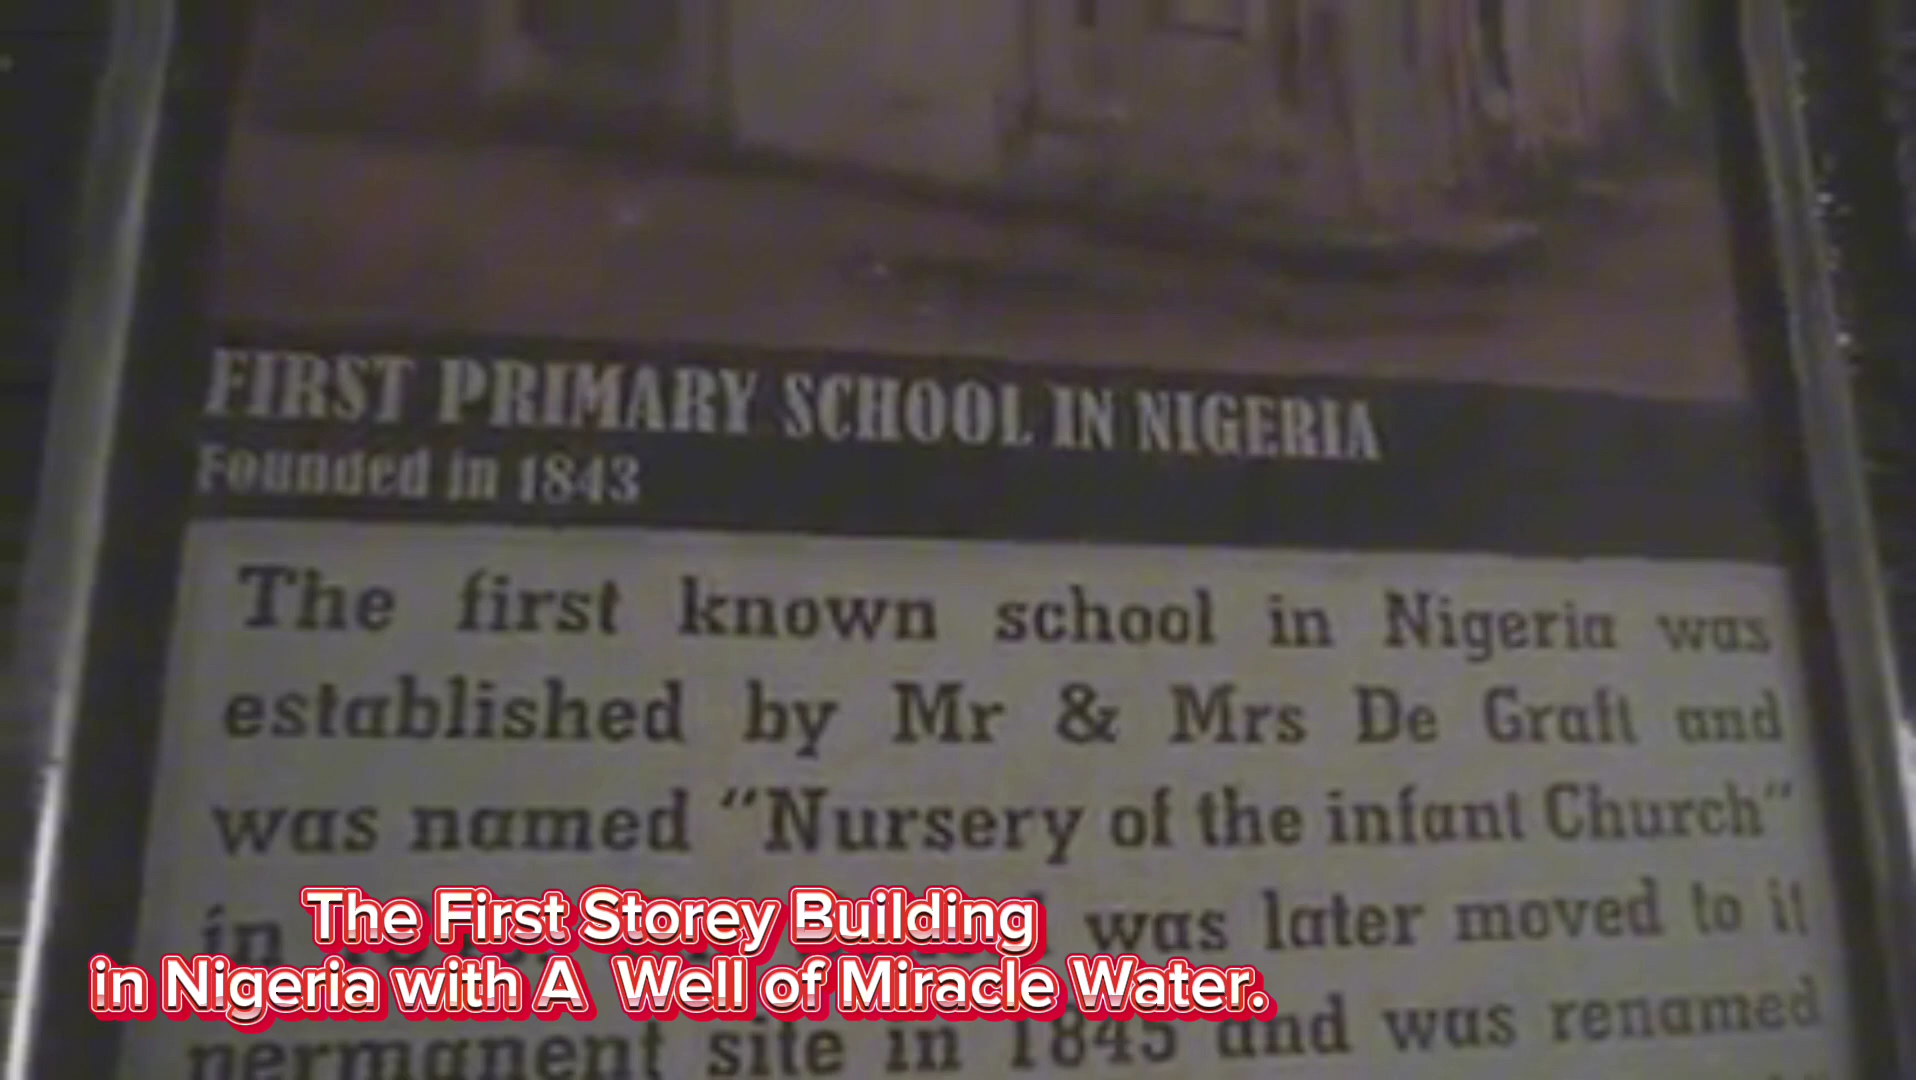 FIRST PRIMARY SCHOOL IN NIGERIA
Founded in 1843
The first known school in Nigeria was
established by Mr & Mrs De Graft and
was named "Nursery of the infant Church"
in was later moved to it
The First Storey Building
in Nigeria with A Well of Miracle Water.
permanent site in 1845 and was renamed